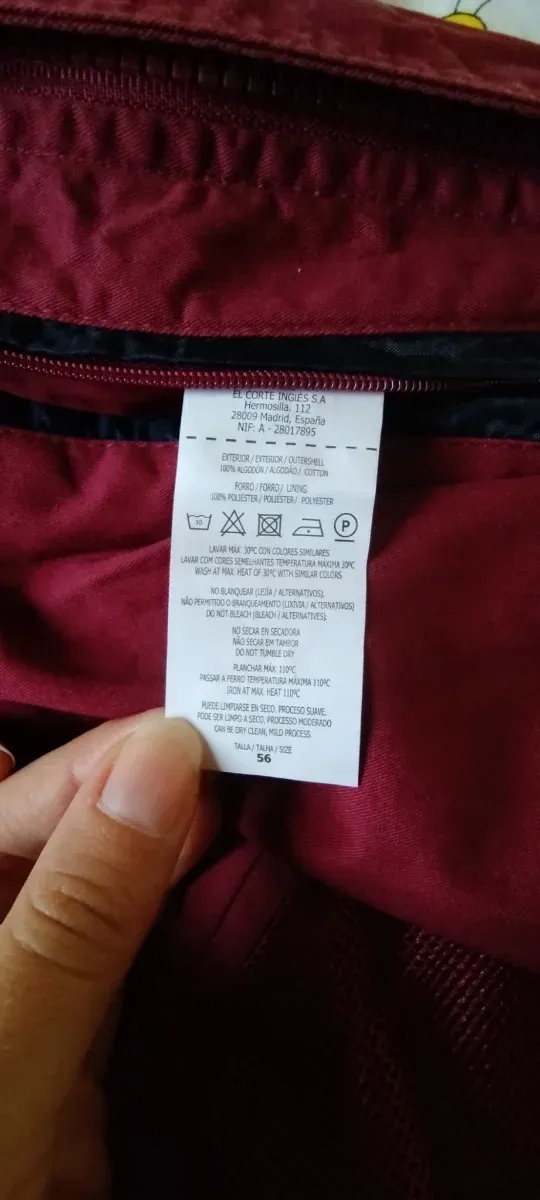 EL CORTE INGLÉS S.A
Hermosilla, 112
28009 Madrid, España
NIF: A - 28017895
EXTERIOR / EXTERIOR / OUTERSHELL
100% ALGODÓN / ALGODÃO / COTTON
FORRO / FORRO / LINING
100% POLIÉSTER / POLIÉSTER / POLYESTER
30
P
LAVAR MÁX. 30ºC CON COLORES SIMILARES
LAVAR COM CORES SEMELHANTES TEMPERATURA MÁXIMA 30ºC
WASH AT MAX. HEAT OF 30ºC WITH SIMILAR COLORS
NO BLANQUEAR (LEJÍA / ALTERNATIVOS).
NÃO PERMITIDO O BRANQUEAMENTO (LIXIVIA / ALTERNATIVOS)
DO NOT BLEACH (BLEACH / ALTERNATIVES).
NO SECAR EN SECADORA
NÃO SECAR EM TAMBOR
DO NOT TUMBLE DRY
PLANCHAR MÁX. 110ºC
PASSAR A FERRO TEMPERATURA MÁXIMA 110ºC
IRON AT MAX. HEAT 110ºC
PUEDE LIMPIARSE EN SECO. PROCESO SUAVE.
PODE SER LIMPO A SECO. PROCESSO MODERADO
CAN BE DRY CLEAN, MILD PROCESS.
TALLA / TALHA / SIZE
56